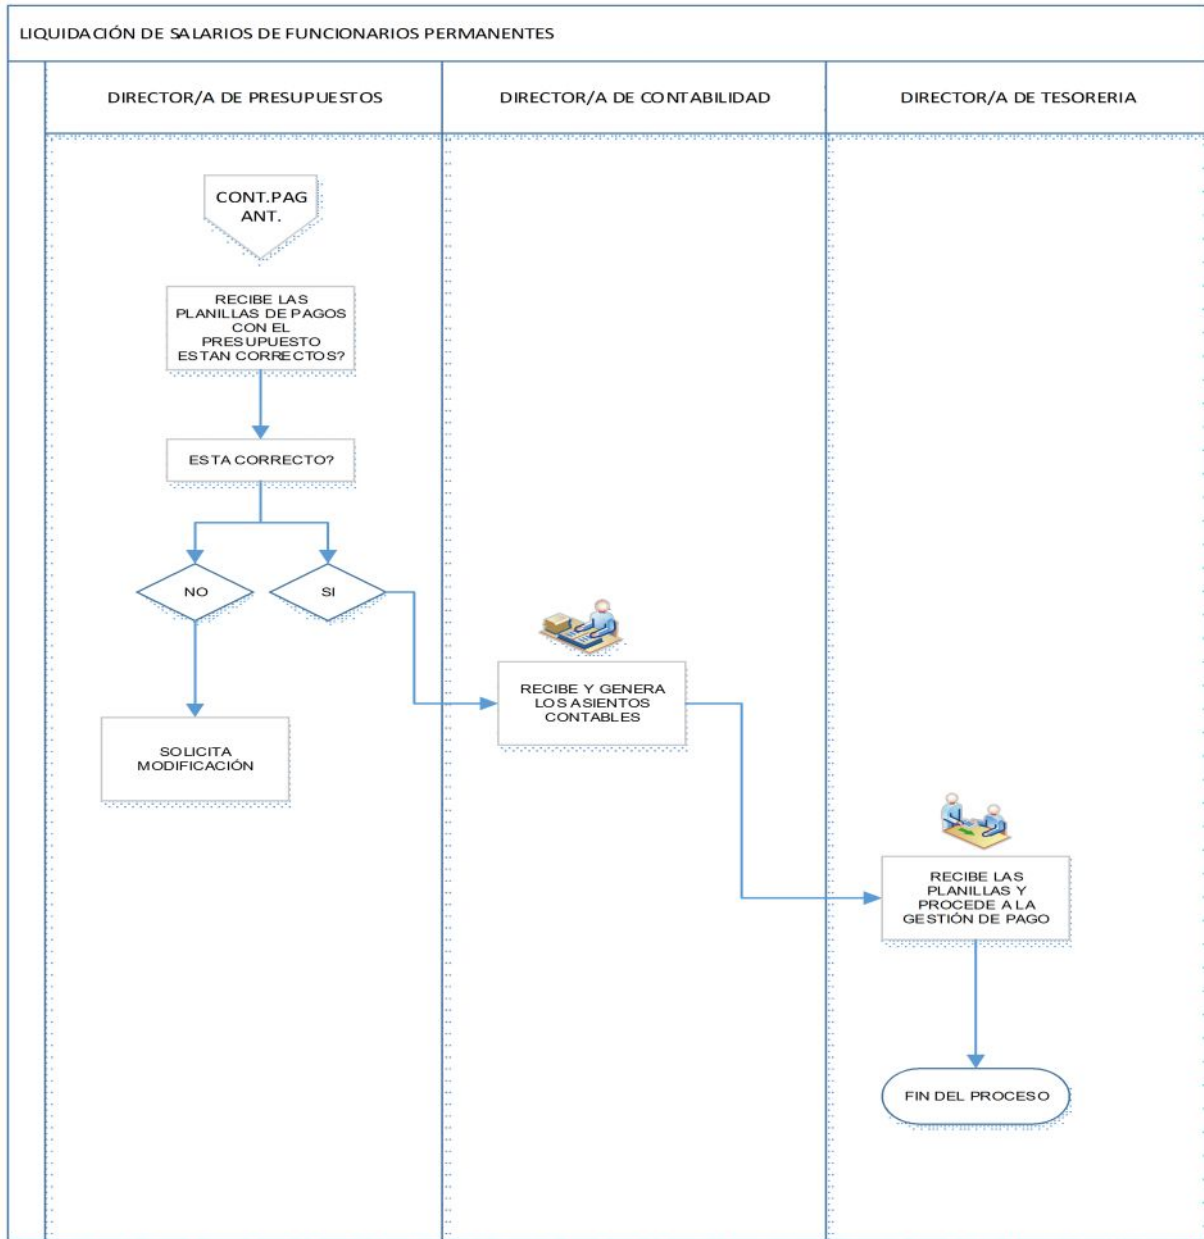 LIQUIDACIÓN DE SALARIOS DE FUNCIONARIOS PERMANENTES
DIRECTOR/A DE PRESUPUESTOS
DIRECTOR/A DE CONTABILIDAD
DIRECTOR/A DE TESORERIA
CONT.PAG
ANT.
RECIBE LAS
PLANILLAS DE PAGOS
CON EL
PRESUPUESTO
ESTAN CORRECTOS?
ESTA CORRECTO?
NO
SI
SOLICITA
MODIFICACIÓN
RECIBE Y GENERA
LOS ASIENTOS
CONTABLES
RECIBE LAS
PLANILLAS Y
PROCEDE A LA
GESTIÓN DE PAGO
FIN DEL PROCESO